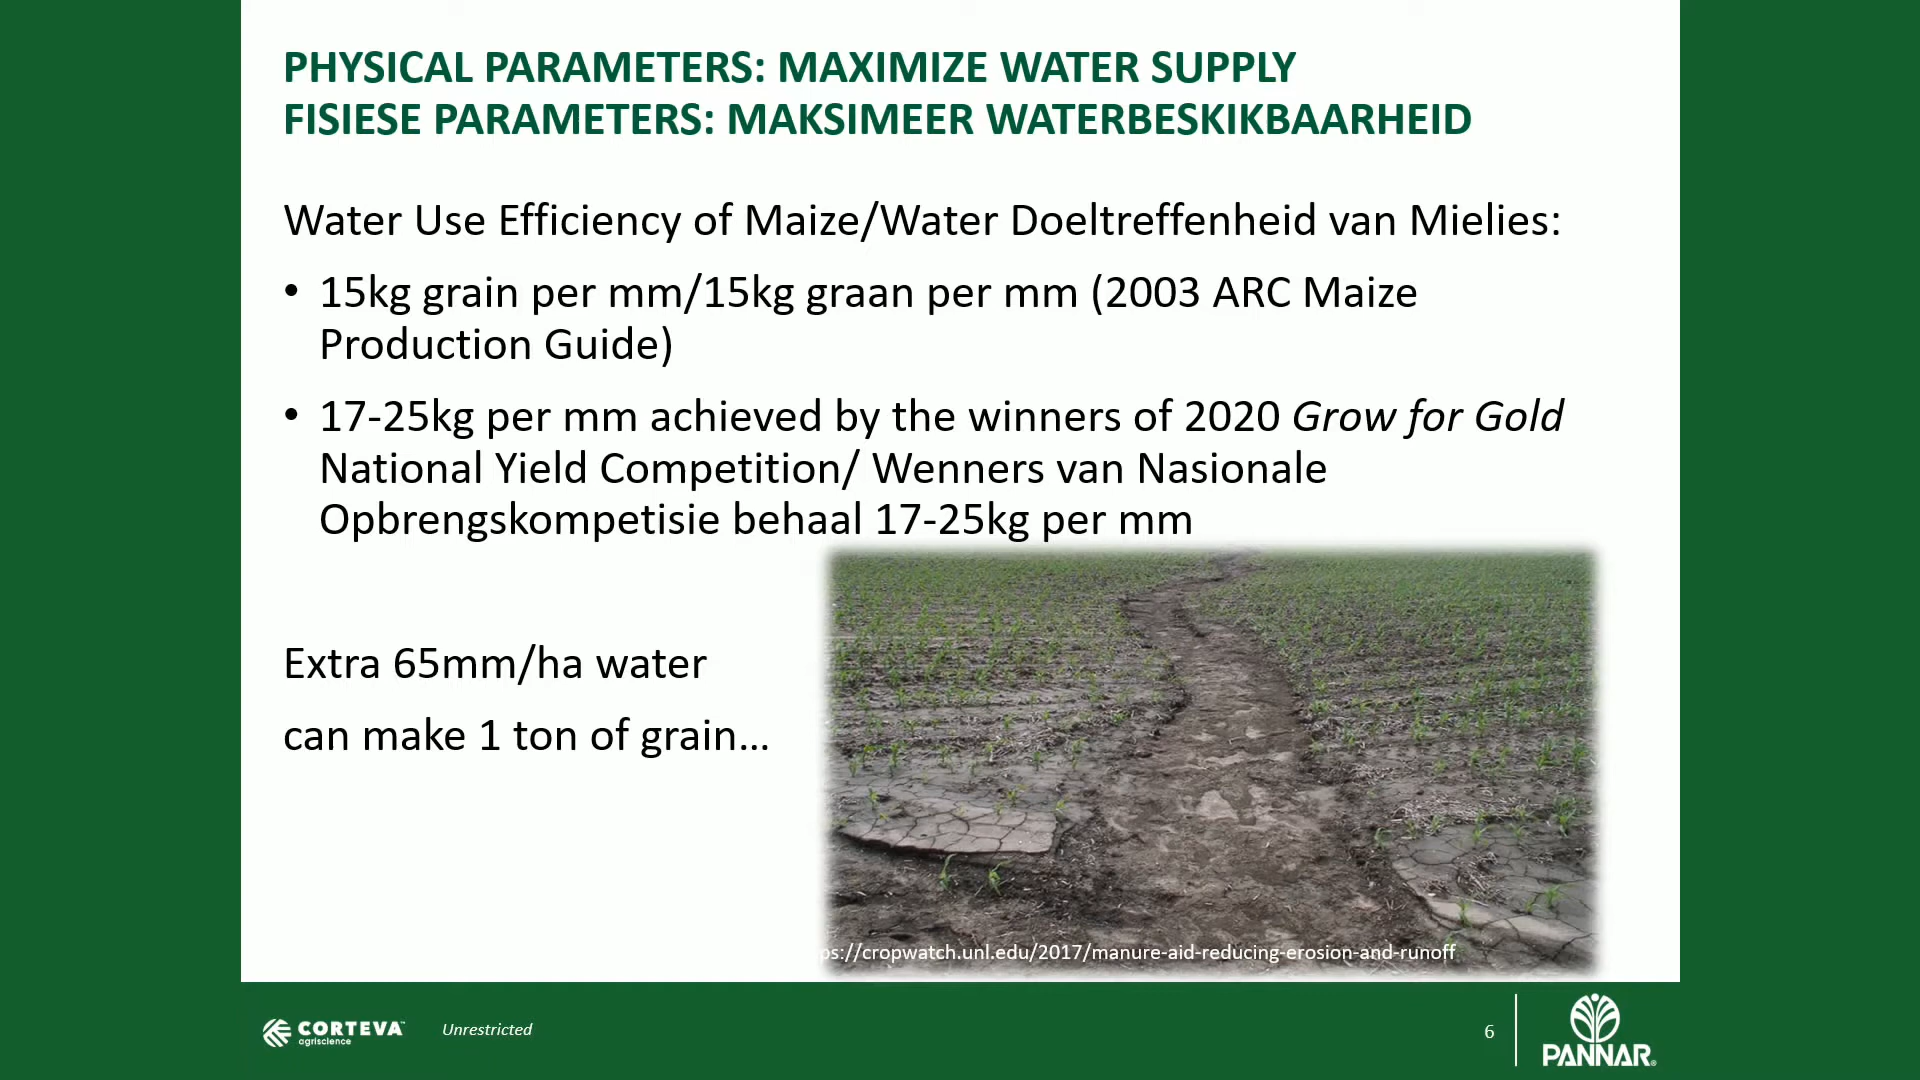 PHYSICAL PARAMETERS: MAXIMIZE WATER SUPPLY
FISIESE PARAMETERS: MAKSIMEER WATERBESKIKBAARHEID
Water Use Efficiency of Maize/Water Doeltreffenheid van Mielies:
• 15kg grain per mm/15kg graan per mm (2003 ARC Maize
Production Guide)
• 17-25kg per mm achieved by the winners of 2020 Grow for Gold
National Yield Competition/ Wenners van Nasionale
Opbrengskompetisie behaal 17-25kg per mm
Extra 65mm/ha water
can make 1 ton of grain…
ps://cropwatch.unl.edu/2017/manure-aid-reducing-erosion-and-runoff
CORTEVA™
agriscience
Unrestricted
6
PANNAR®